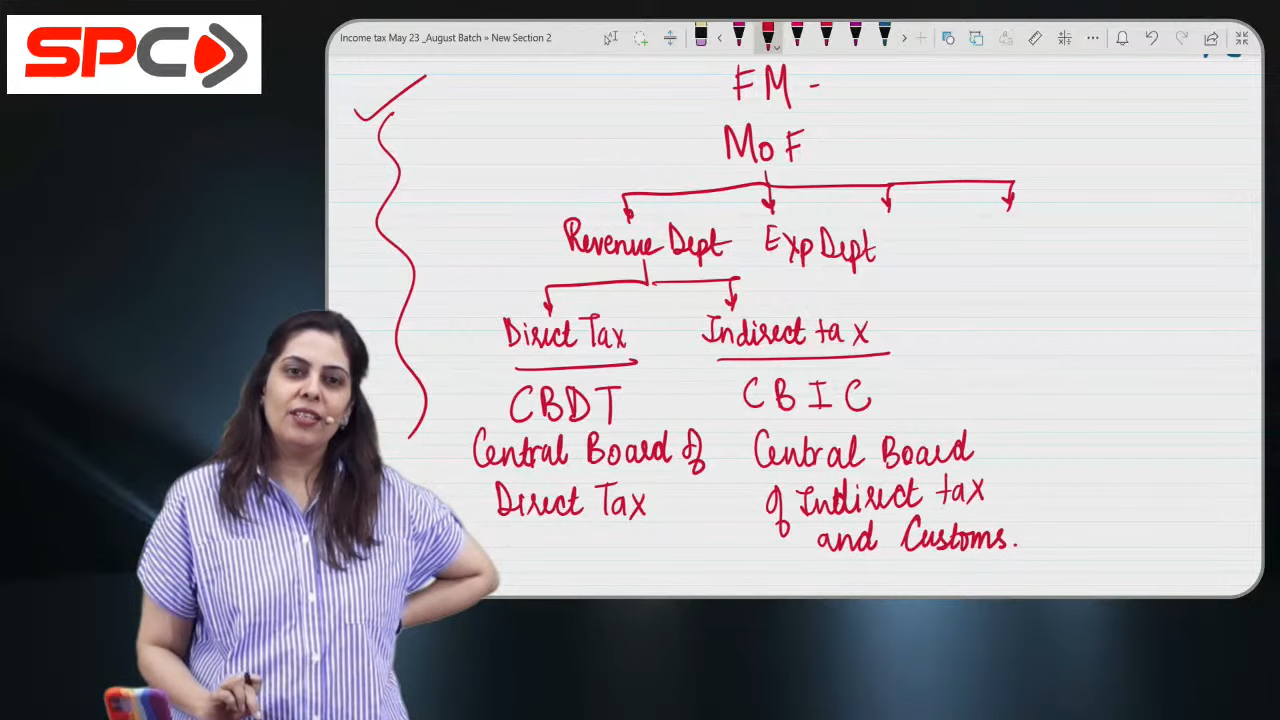 SPC
Income tax May 23 _August Batch » New Section 2
FM -
MoF
Revenue Dept Exp Dept
Direct Tax Indirect tax
CBDT CBIC
Central Board of Central Board
Direct Tax of Indirect tax
and Customs.